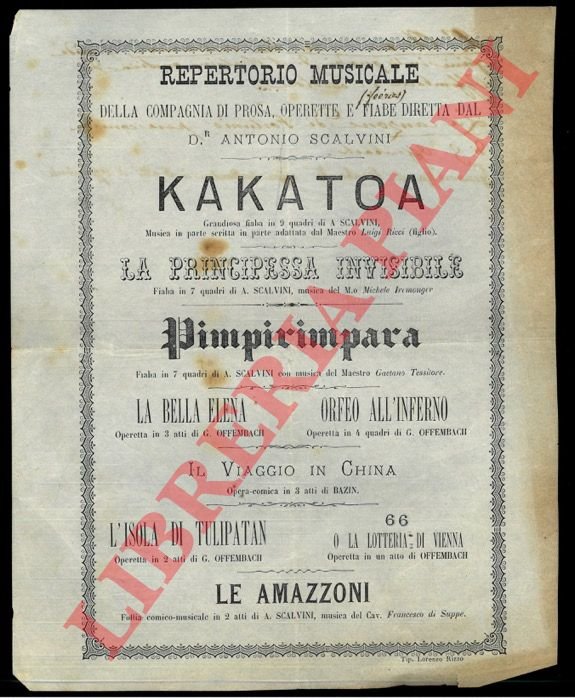 REPERTORIO MUSICALE
(féeries)
DELLA COMPAGNIA DI PROSA, OPERETTE E FIABE DIRETTA DAL
D.R ANTONIO SCALVINI
KAKATOA
Grandiosa fiaba in 9 quadri di A SCALVINI,
Musica in parte scritta in parte adattata dal Maestro Luigi Ricci (figlio).
LA PRINCIPESSA INVISIBILE
Fiaba in 7 quadri di A. SCALVINI, musica del M.o Michele Iremonger
Pimpirimpara
Fiaba in 7 quadri di A. SCALVINI con musica del Maestro Gaetano Tessitore.
LA BELLA ELENA
Operetta in 3 atti di G. OFFEMBACH
ORFEO ALL'INFERNO
Operetta in 4 quadri di G. OFFEMBACH
IL VIAGGIO IN CHINA
Opera-comica in 3 atti di BAZIN.
L'ISOLA DI TULIPATAN
Operetta in 2 atti di G. OFFEMBACH
66
O LA LOTTERIA DI VIENNA
Operetta in un atto di OFFEMBACH
LE AMAZZONI
Follia comico-musicale in 2 atti di A. SCALVINI, musica del Cav. Francesco di Suppe.
Tip. Lorenzo Rizzo
LIBRERIA PIANI